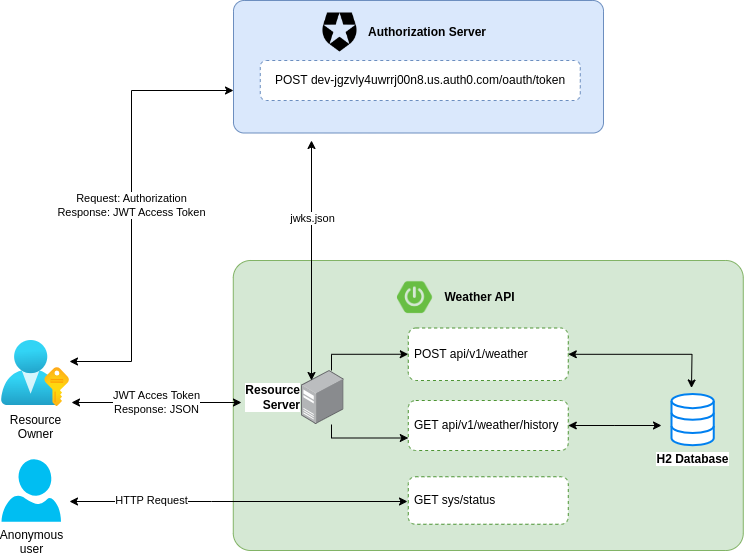 Authorization Server
POST dev-jgzvly4uwrrj00n8.us.auth0.com/oauth/token
Request: Authorization
Response: JWT Access Token
jwks.json
Weather API
POST api/v1/weather
Resource
Server
GET api/v1/weather/history
JWT Acces Token
Response: JSON
Resource
Owner
H2 Database
HTTP Request
GET sys/status
Anonymous
user